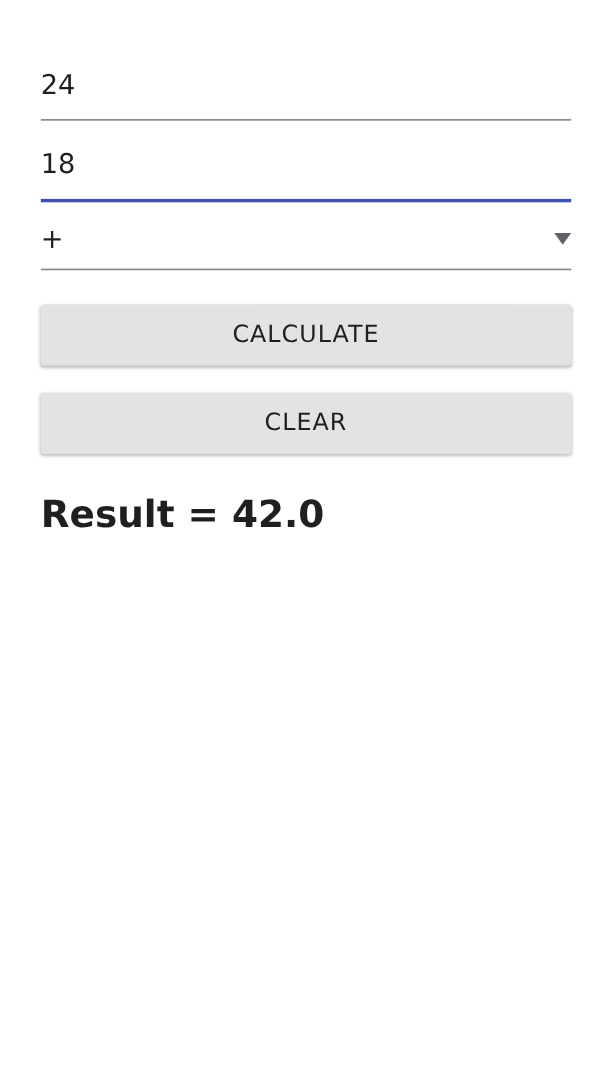 24
18
+
CALCULATE
CLEAR
Result = 42.0